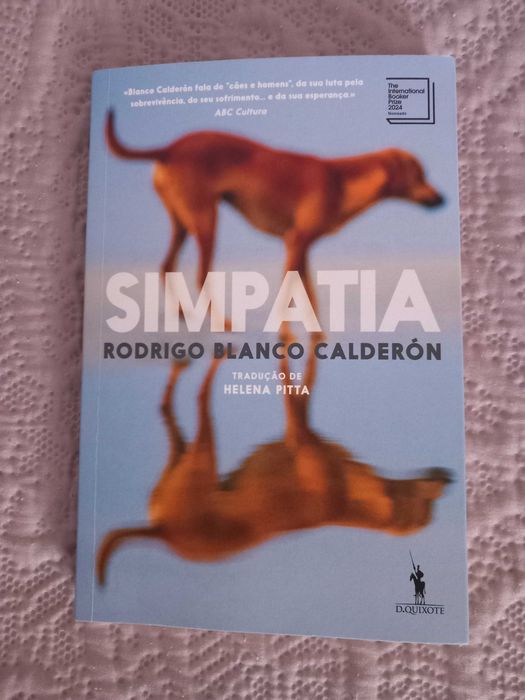 «Blanco Calderón fala de "cães e homens", da sua luta pela
sobrevivência, do seu sofrimento... e da sua esperança.»
ABC Cultura
The
International
Booker
Prize
2024
Nomeado
SIMPATIA
RODRIGO BLANCO CALDERÓN
TRADUÇÃO DE
HELENA PITTA
D.QUIXOTE